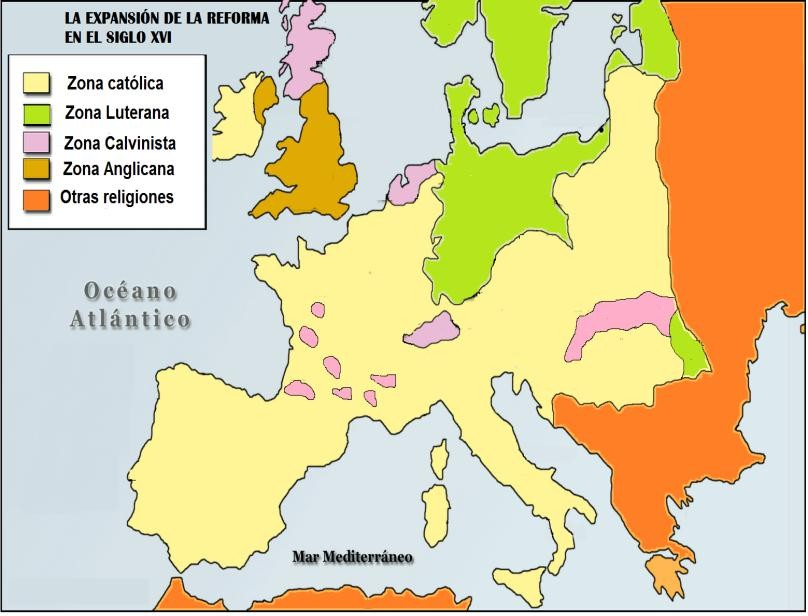 LA EXPANSIÓN DE LA REFORMA
EN EL SIGLO XVI
Zona católica
Zona Luterana
Zona Calvinista
Zona Anglicana
Otras religiones
Océano
Atlántico
Mar Mediterráneo